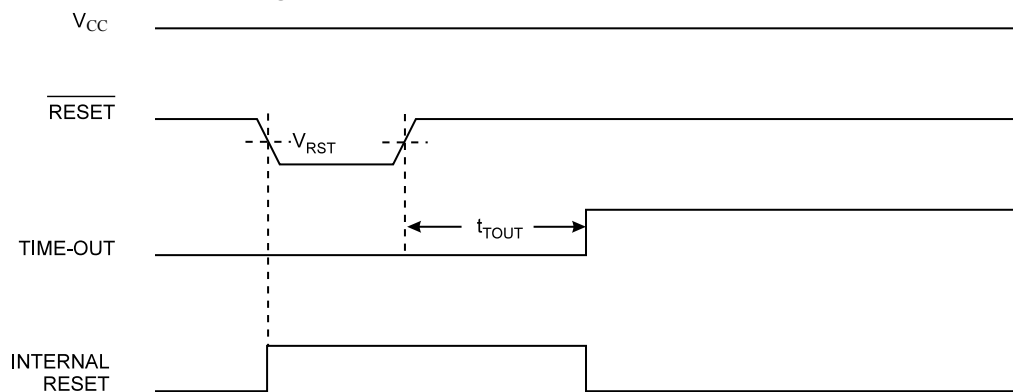 VCC
RESET
VRST
tTOUT
TIME-OUT
INTERNAL
RESET